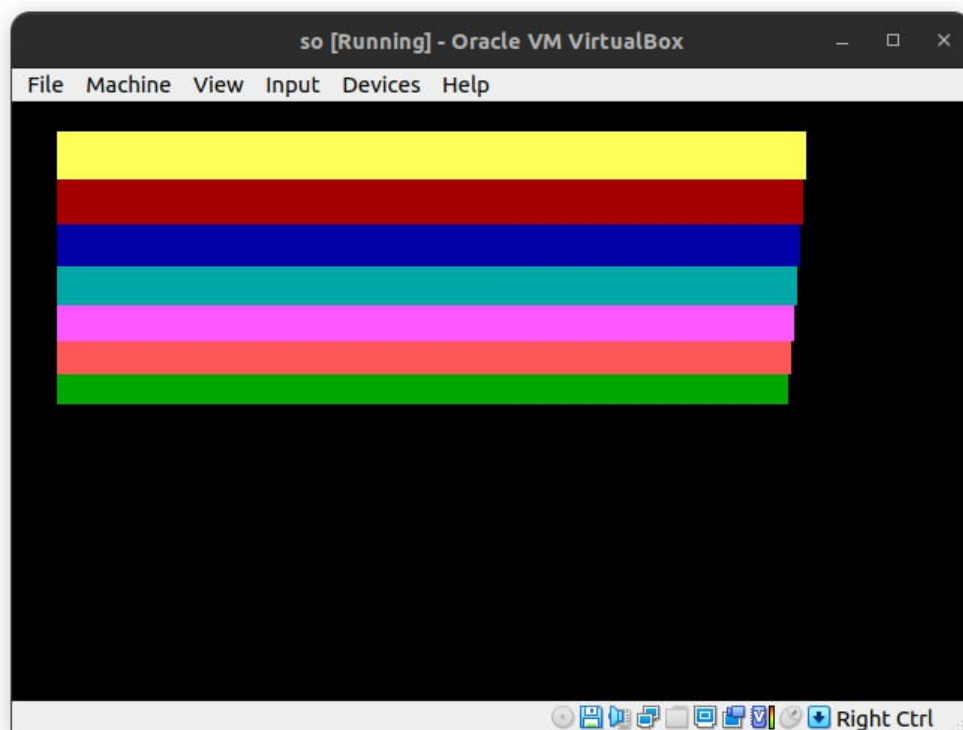 so [Running] - Oracle VM VirtualBox
File Machine View Input Devices Help
Right Ctrl